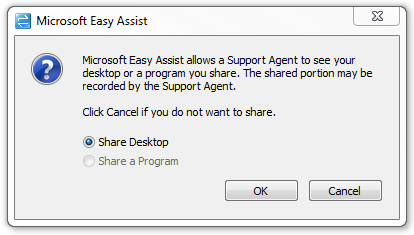 Microsoft Easy Assist
Microsoft Easy Assist allows a Support Agent to see your
desktop or a program you share. The shared portion may be
recorded by the Support Agent.
Click Cancel if you do not want to share.
Share Desktop
Share a Program
OK Cancel